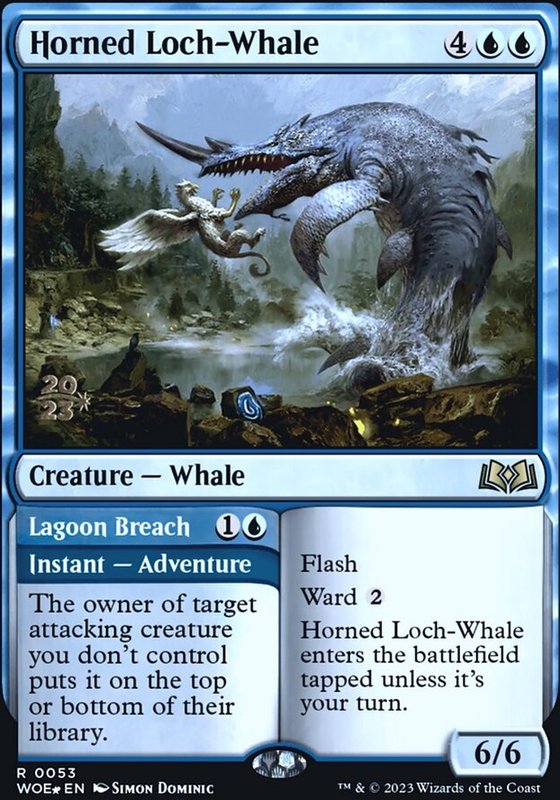 Horned Loch-Whale 4
20
23
Creature — Whale
Lagoon Breach 1
Instant — Adventure
The owner of target
attacking creature
you don't control
puts it on the top
or bottom of their
library.
Flash
Ward 2
Horned Loch-Whale
enters the battlefield
tapped unless it's
your turn.
6/6
R 0053
WOE★ EN Simon Dominic
™ & © 2023 Wizards of the Coast